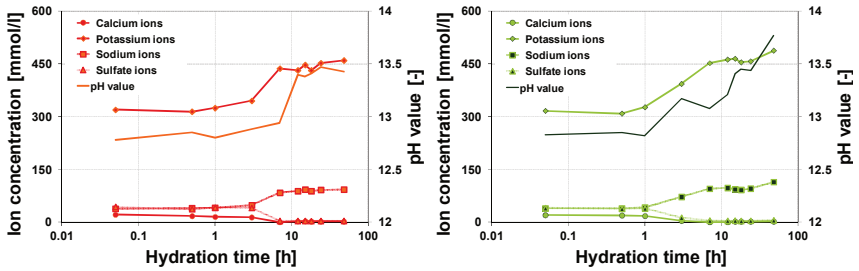 600
450
300
150
0
Ion concentration [mmol/l]
Calcium ions
Potassium ions
Sodium ions
Sulfate ions
pH value
14
13.5
13
12.5
12
pH value [-]
0.01
0.1
1
10
100
Hydration time [h]
600
450
300
150
0
Ion concentration [mmol/l]
Calcium ions
Potassium ions
Sodium ions
Sulfate ions
pH value
14
13.5
13
12.5
12
pH value [-]
0.01
0.1
1
10
100
Hydration time [h]